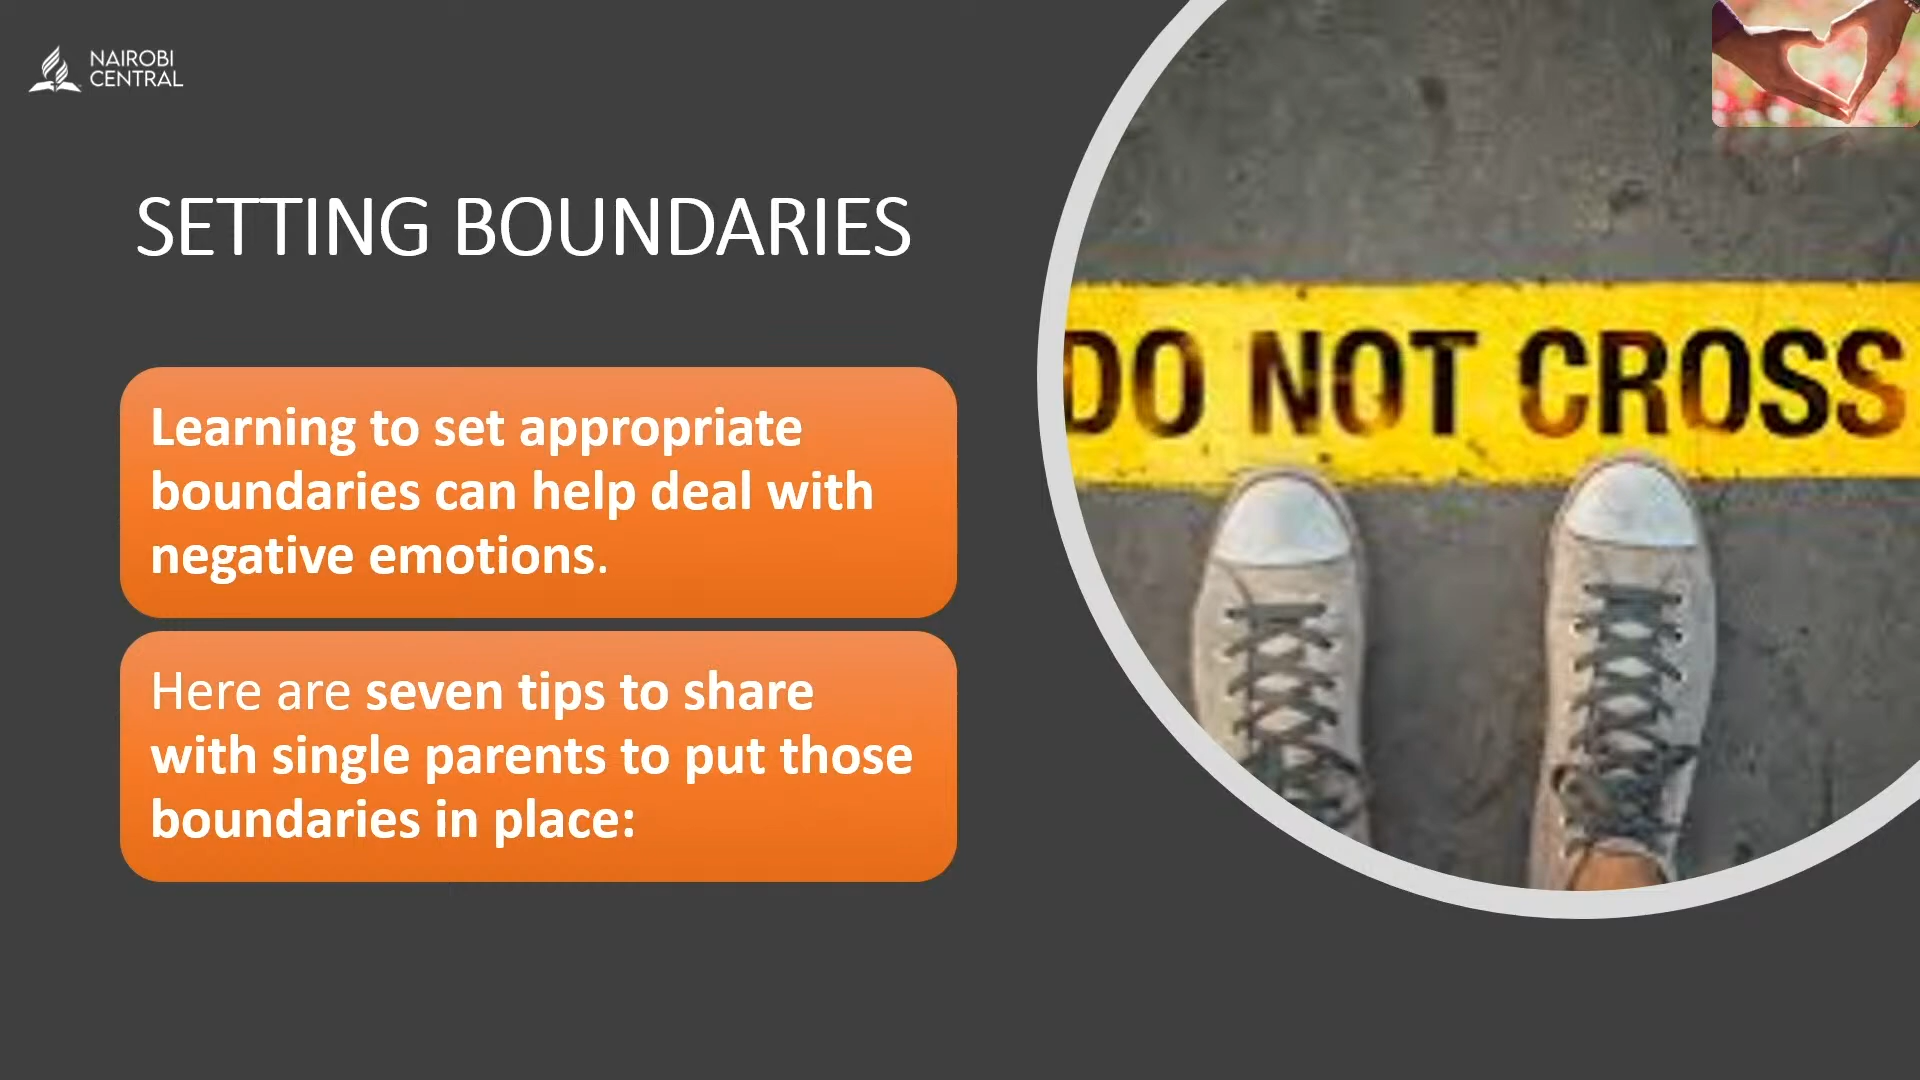 NAIROBI
CENTRAL
SETTING BOUNDARIES
Learning to set appropriate
boundaries can help deal with
negative emotions.
Here are seven tips to share
with single parents to put those
boundaries in place:
DO NOT CROSS